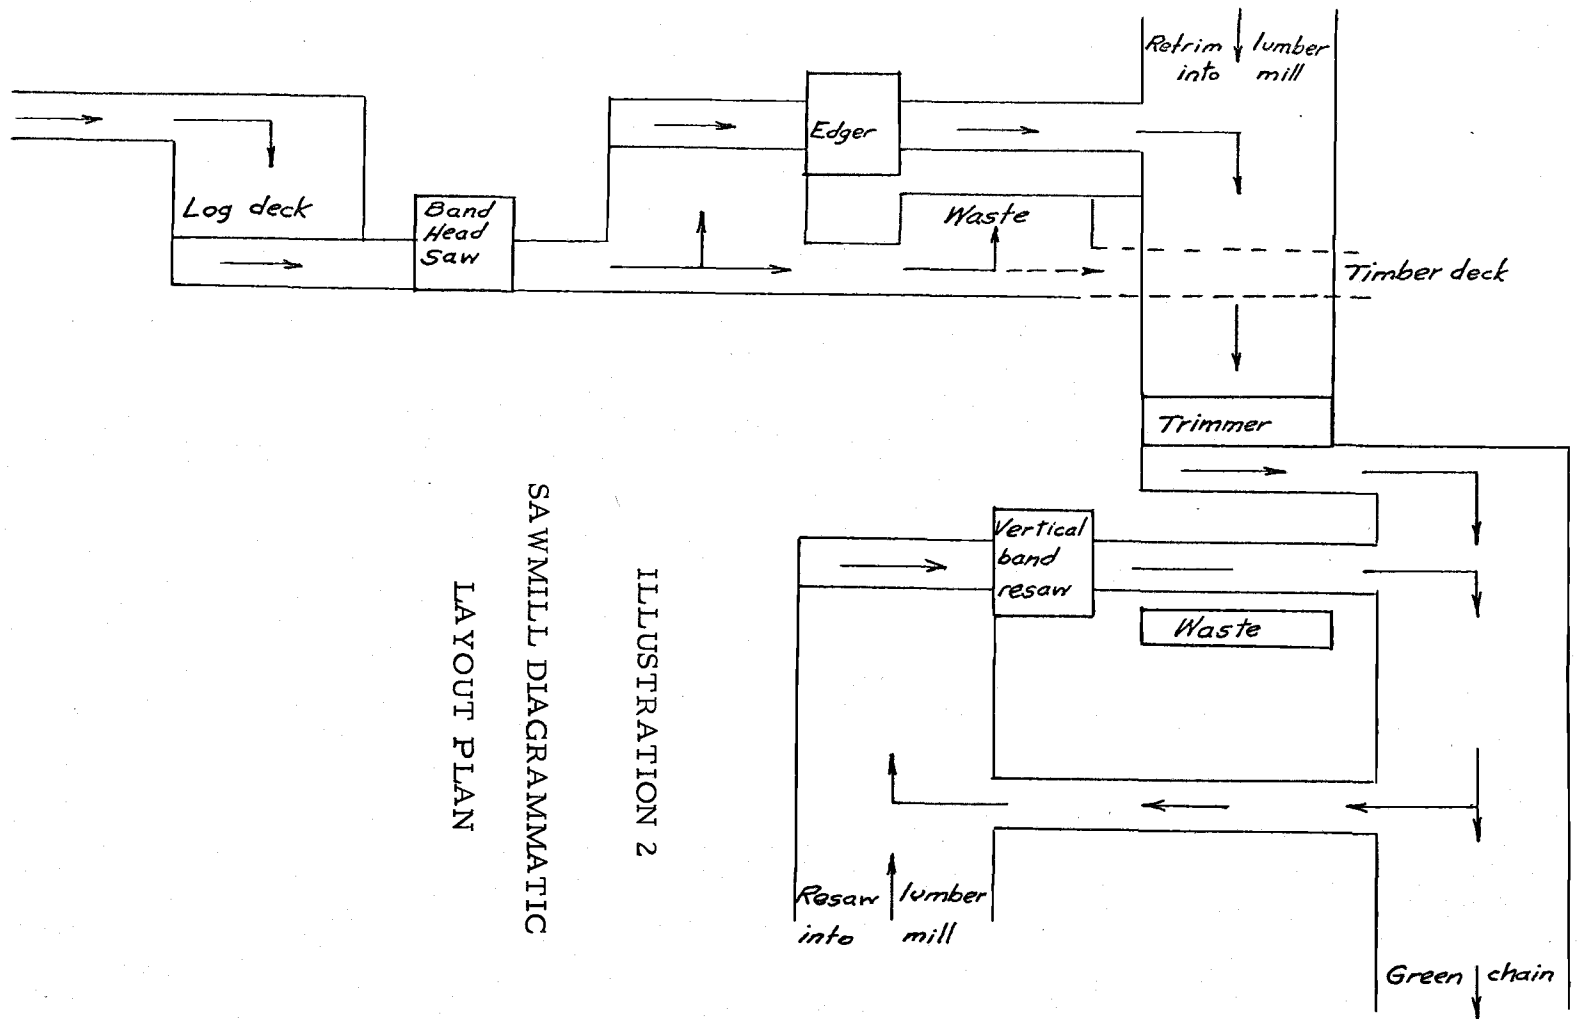 Retrim lumber
into mill
Edger
Log deck
Band
Head
Saw
Waste
Timber deck
Trimmer
Vertical
band
resaw
Waste
Resaw lumber
into mill
Green chain
ILLUSTRATION 2
SAWMILL DIAGRAMMATIC
LAYOUT PLAN